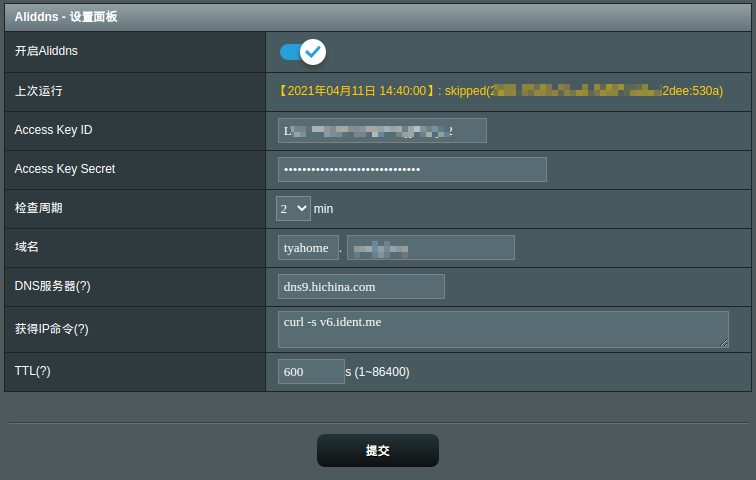 Aliddns - 设置面板
开启Aliddns
上次运行 【2021年04月11日 14:40:00】: skipped(2 2dee:530a)
Access Key ID L 2
Access Key Secret ••••••••••••••••••••••••••••••
检查周期 2 min
域名 tyahome .
DNS服务器(?) dns9.hichina.com
获得IP命令(?) curl -s v6.ident.me
TTL(?) 600 s (1~86400)
提交